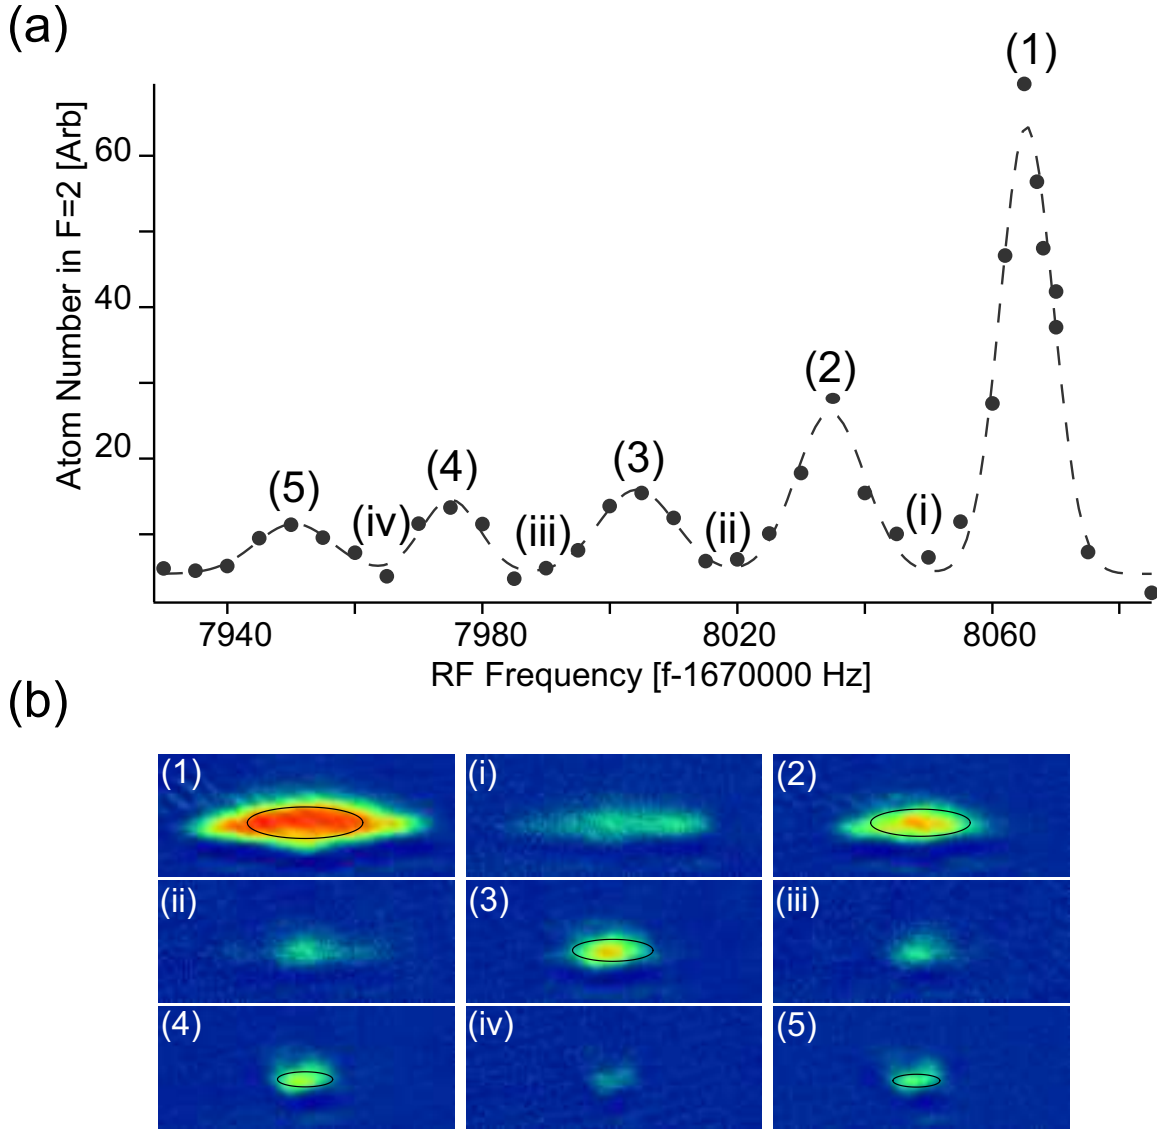 (a)
(1)
(2)
(3)
(4)
(5)
(iv)
(iii)
(ii)
(i)
60
40
20
Atom Number in F=2 [Arb]
7940
7980
8020
8060
RF Frequency [f-1670000 Hz]
(b)
(1)
(i)
(2)
(ii)
(3)
(iii)
(4)
(iv)
(5)